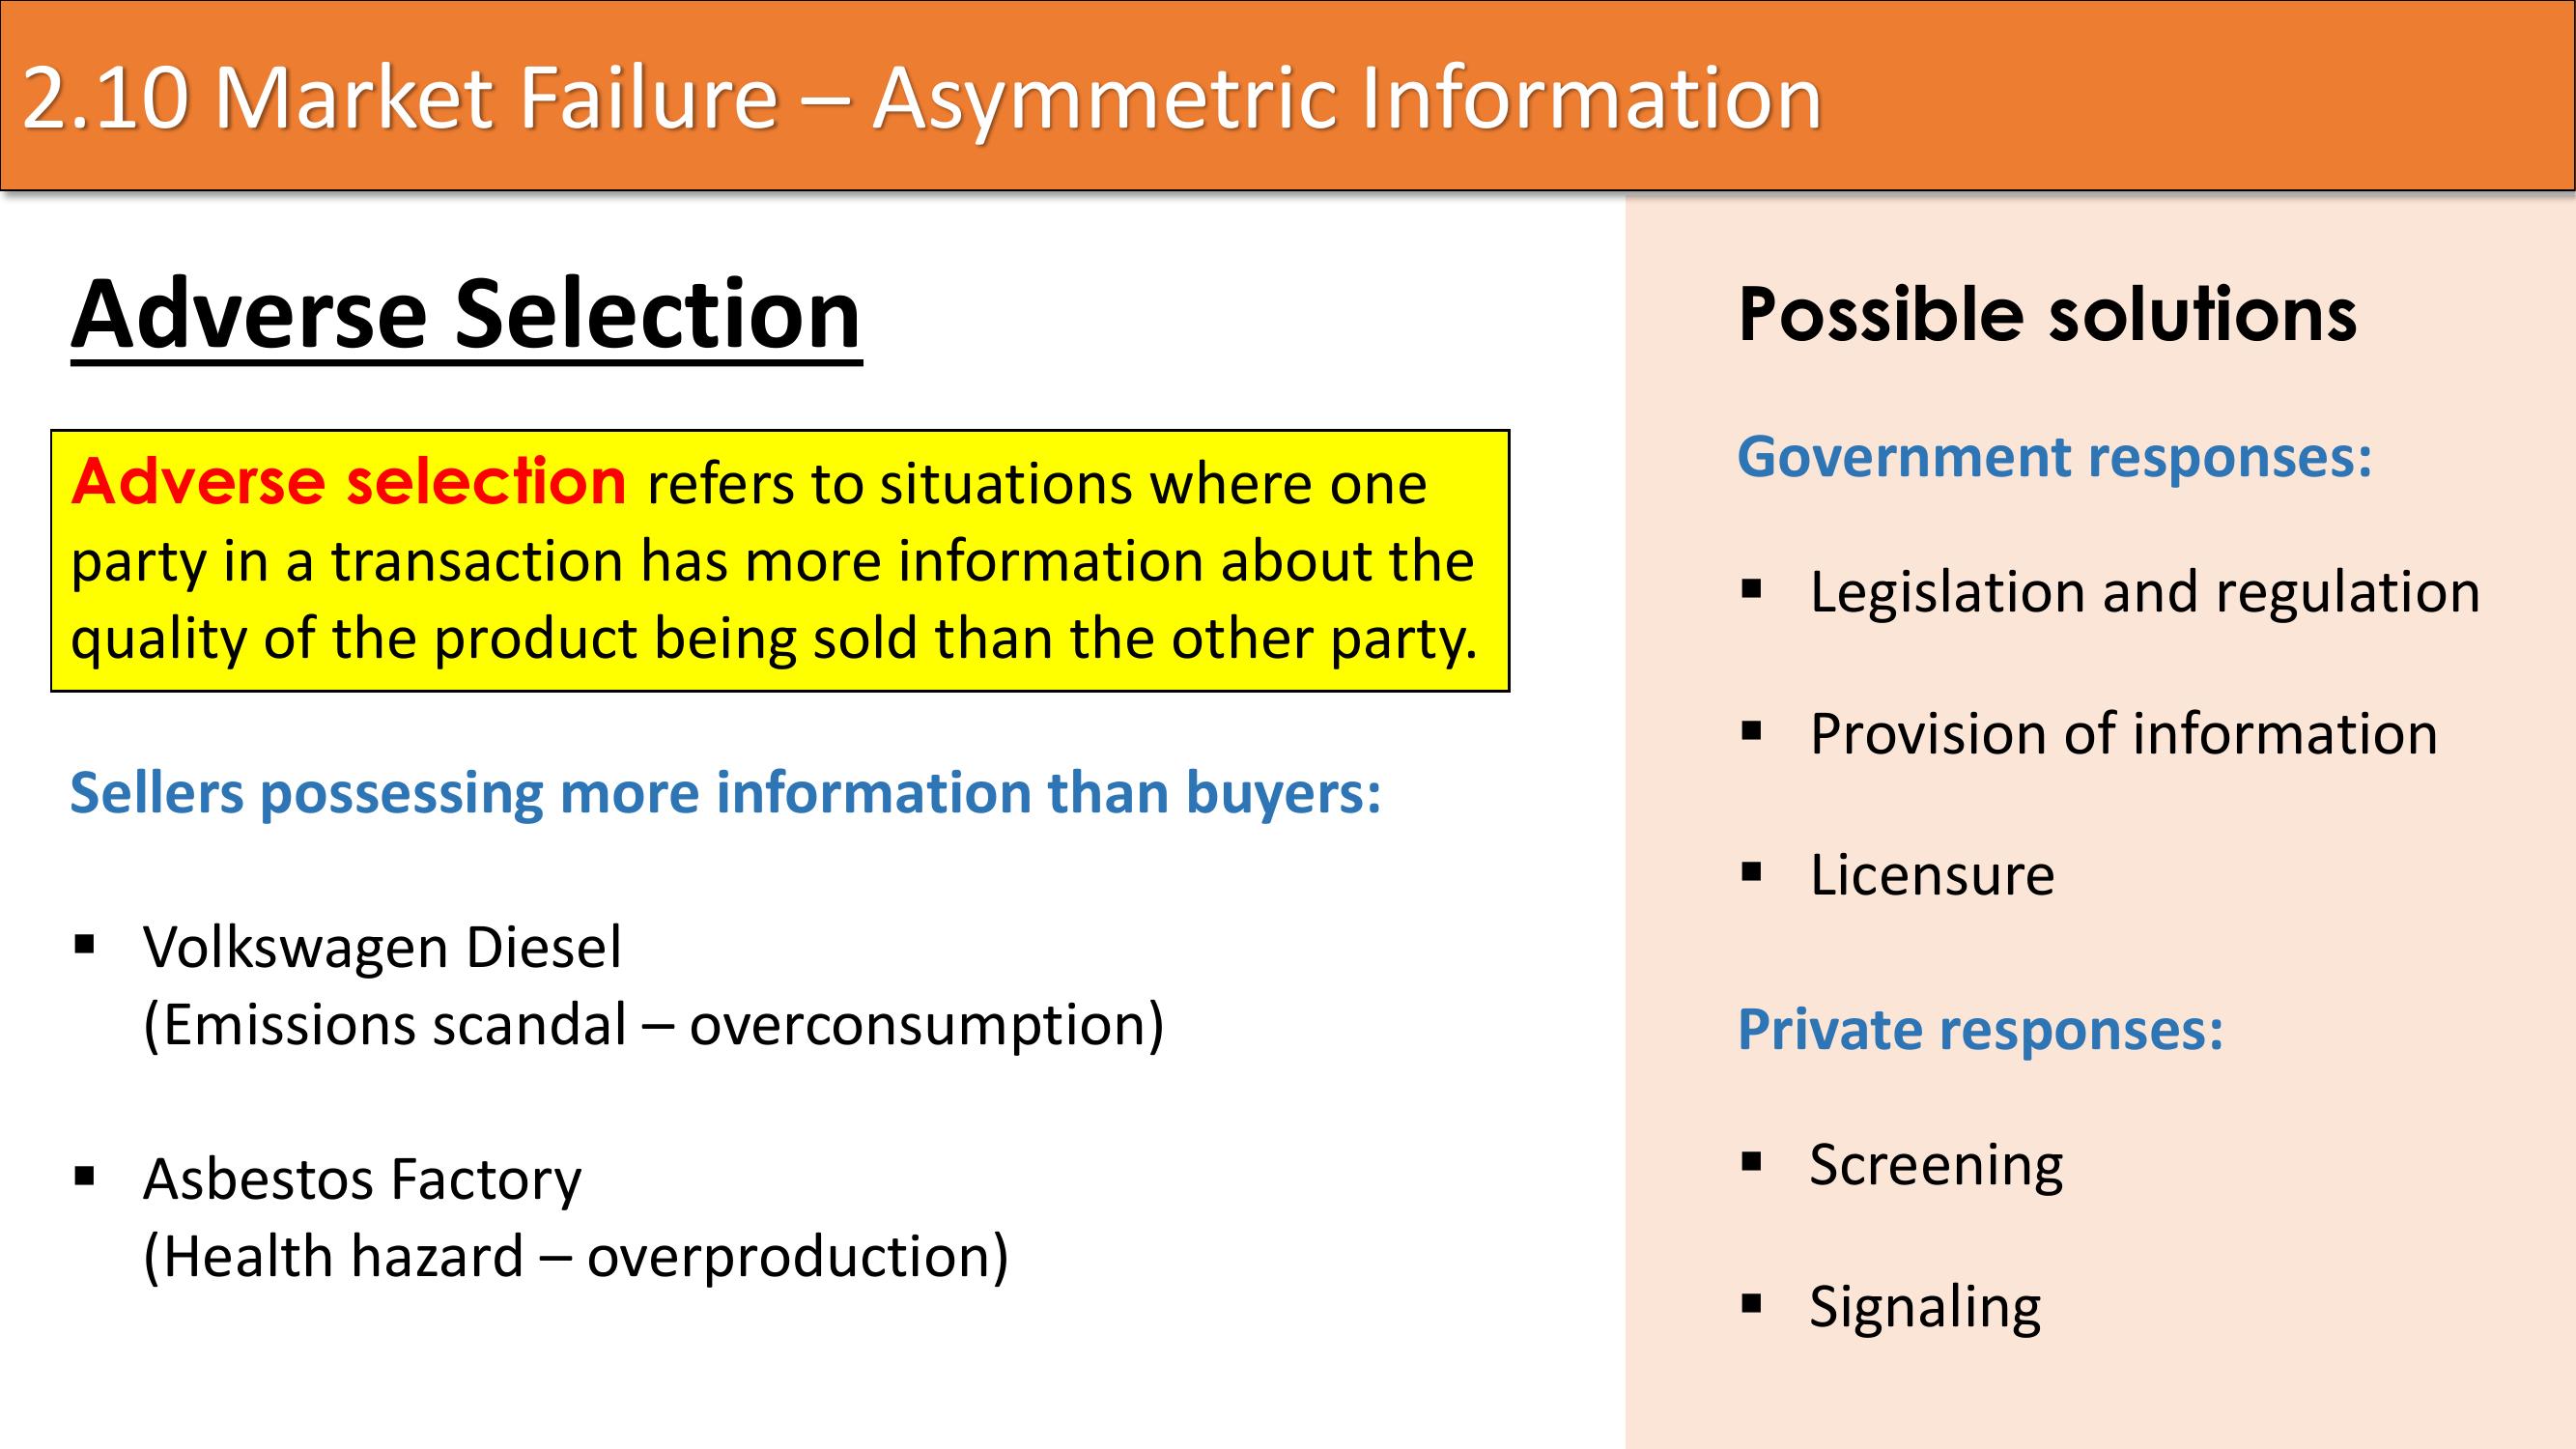 2.10 Market Failure – Asymmetric Information
Adverse Selection
Adverse selection refers to situations where one
party in a transaction has more information about the
quality of the product being sold than the other party.
Sellers possessing more information than buyers:
▪ Volkswagen Diesel
(Emissions scandal – overconsumption)
▪ Asbestos Factory
(Health hazard – overproduction)
Possible solutions
Government responses:
▪ Legislation and regulation
▪ Provision of information
▪ Licensure
Private responses:
▪ Screening
▪ Signaling